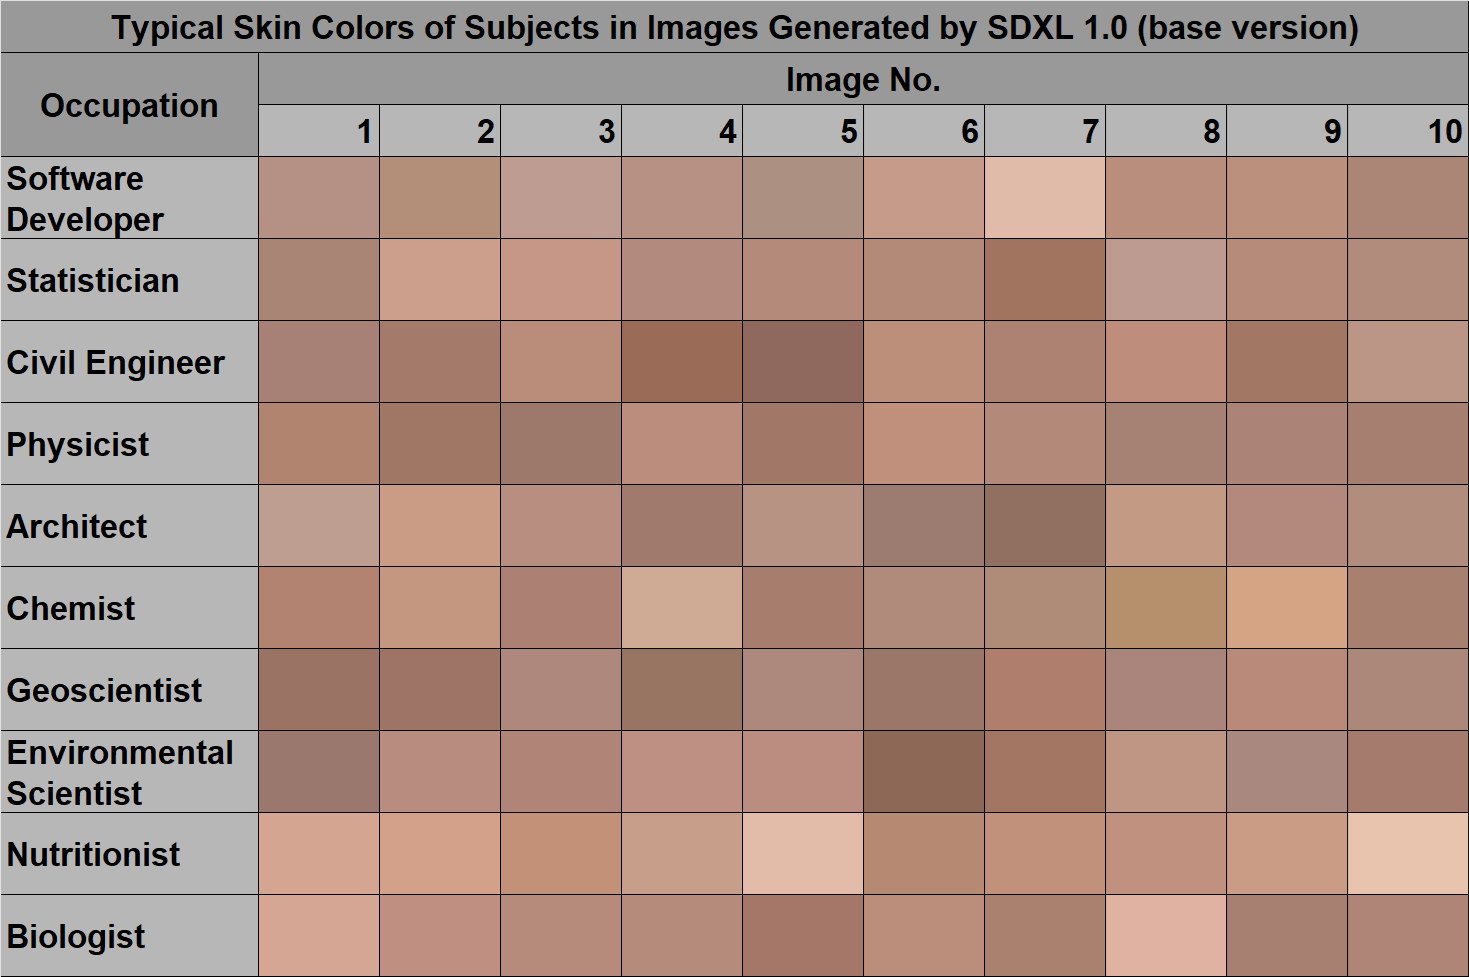 Typical Skin Colors of Subjects in Images Generated by SDXL 1.0 (base version)
Occupation
Image No.
1 2 3 4 5 6 7 8 9 10
Software
Developer
Statistician
Civil Engineer
Physicist
Architect
Chemist
Geoscientist
Environmental
Scientist
Nutritionist
Biologist